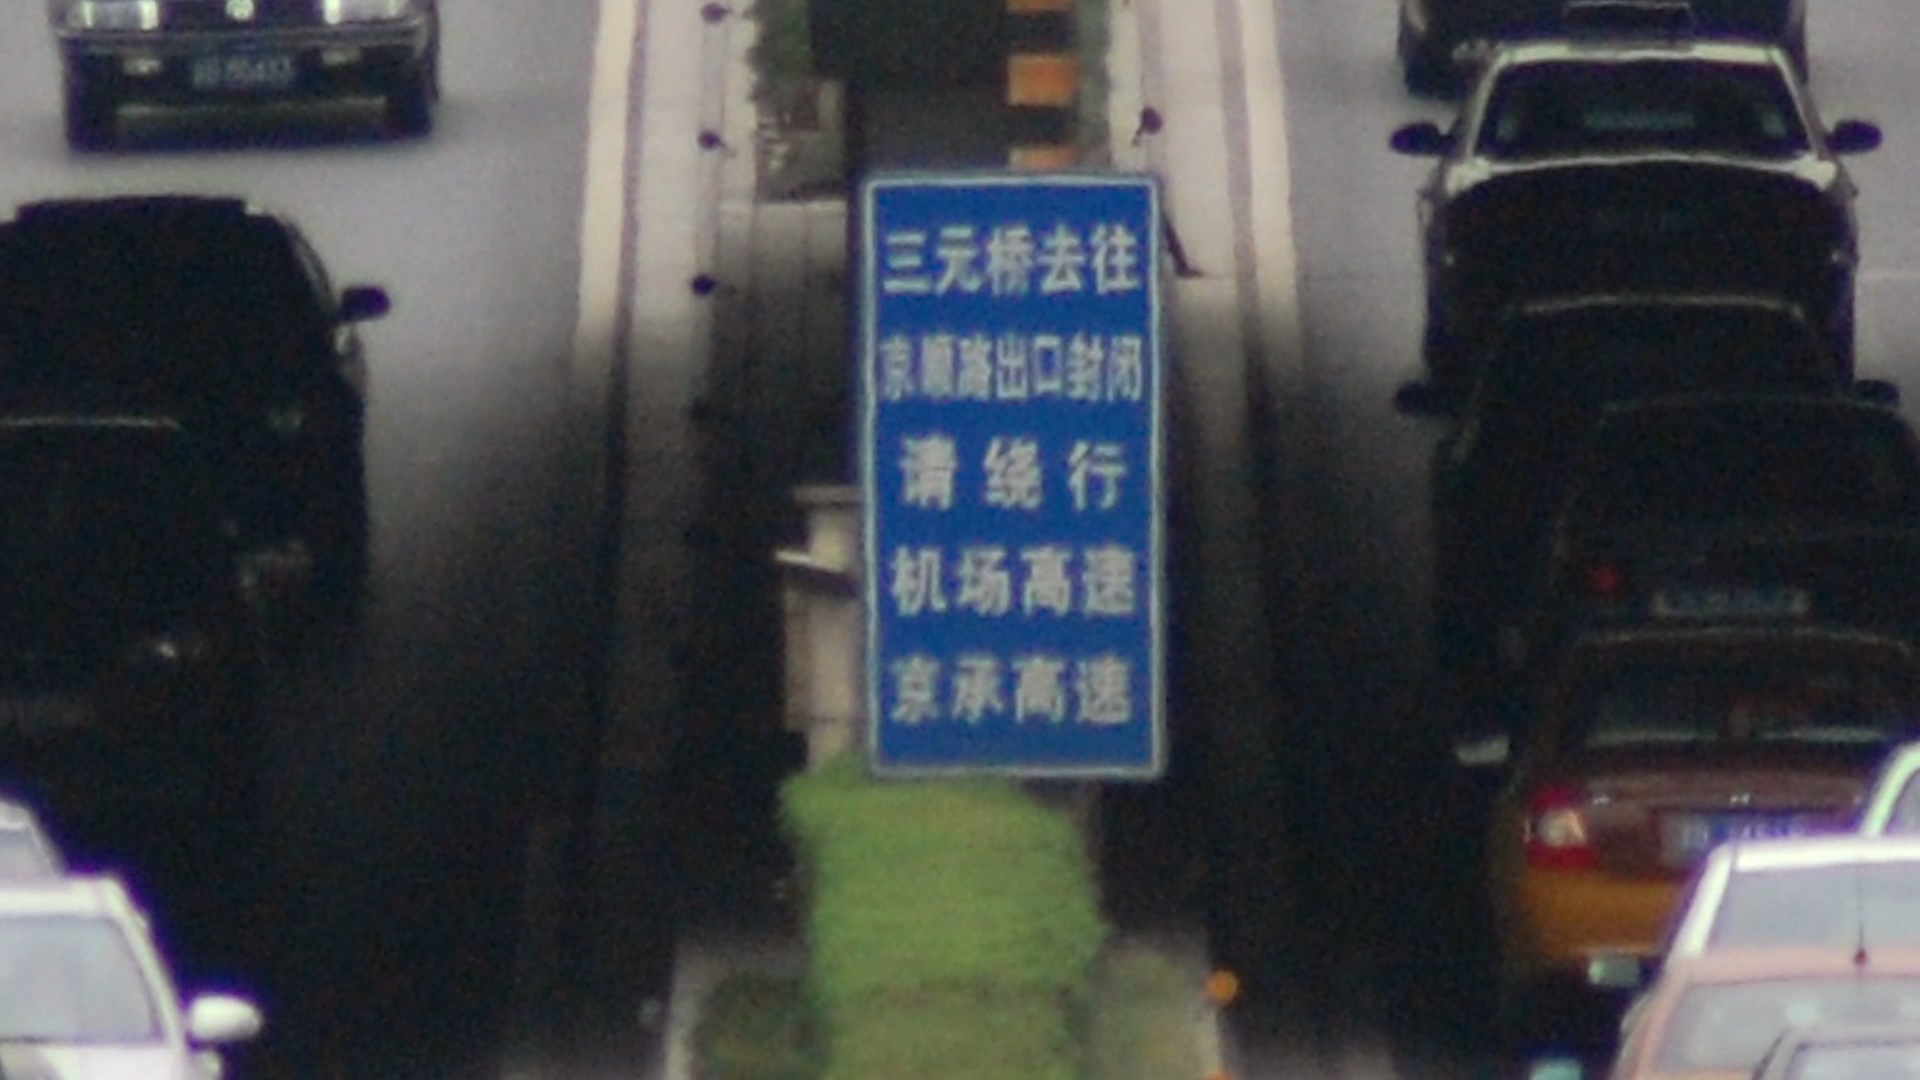 三元桥去往
京顺路出口封闭
请绕行
机场高速
京承高速